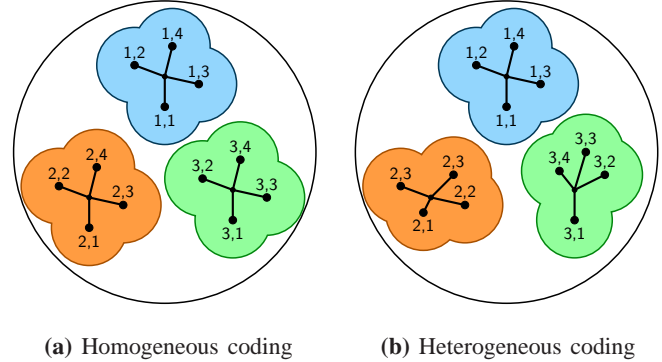 1,4 1,4
1,2 1,2
1,3 1,3
1,1 1,1
2,4 3,4 2,3 3,3
2,2 3,2 2,3 3,4 3,2
2,3 3,3 2,2
2,1 3,1 2,1 3,1
(a) Homogeneous coding (b) Heterogeneous coding